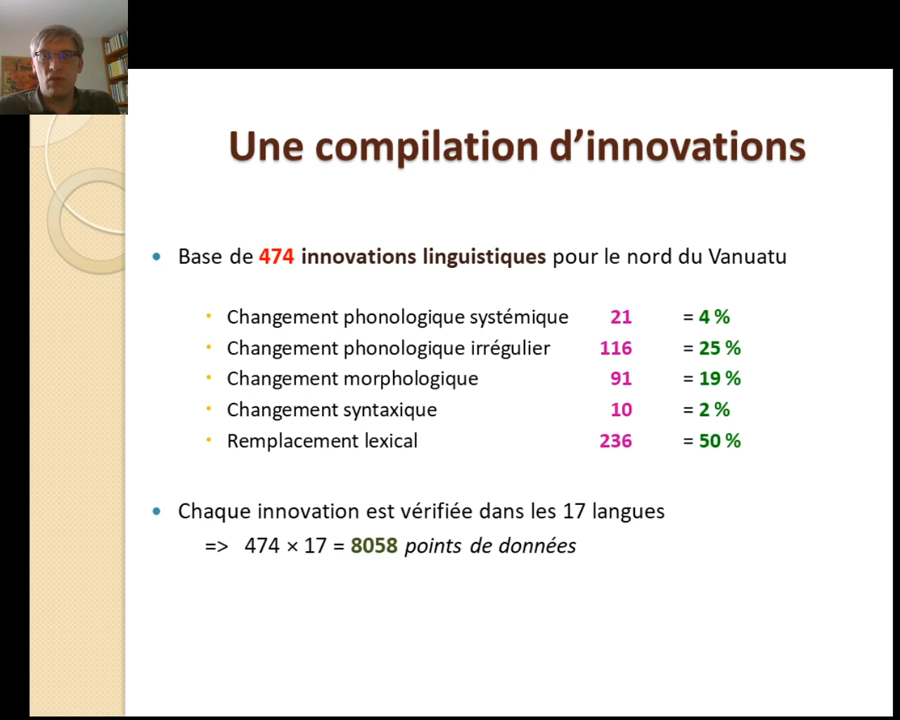 Une compilation d’innovations
• Base de 474 innovations linguistiques pour le nord du Vanuatu
• Changement phonologique systémique 21 = 4 %
• Changement phonologique irrégulier 116 = 25 %
• Changement morphologique 91 = 19 %
• Changement syntaxique 10 = 2 %
• Remplacement lexical 236 = 50 %
• Chaque innovation est vérifiée dans les 17 langues
=> 474 × 17 = 8058 points de données